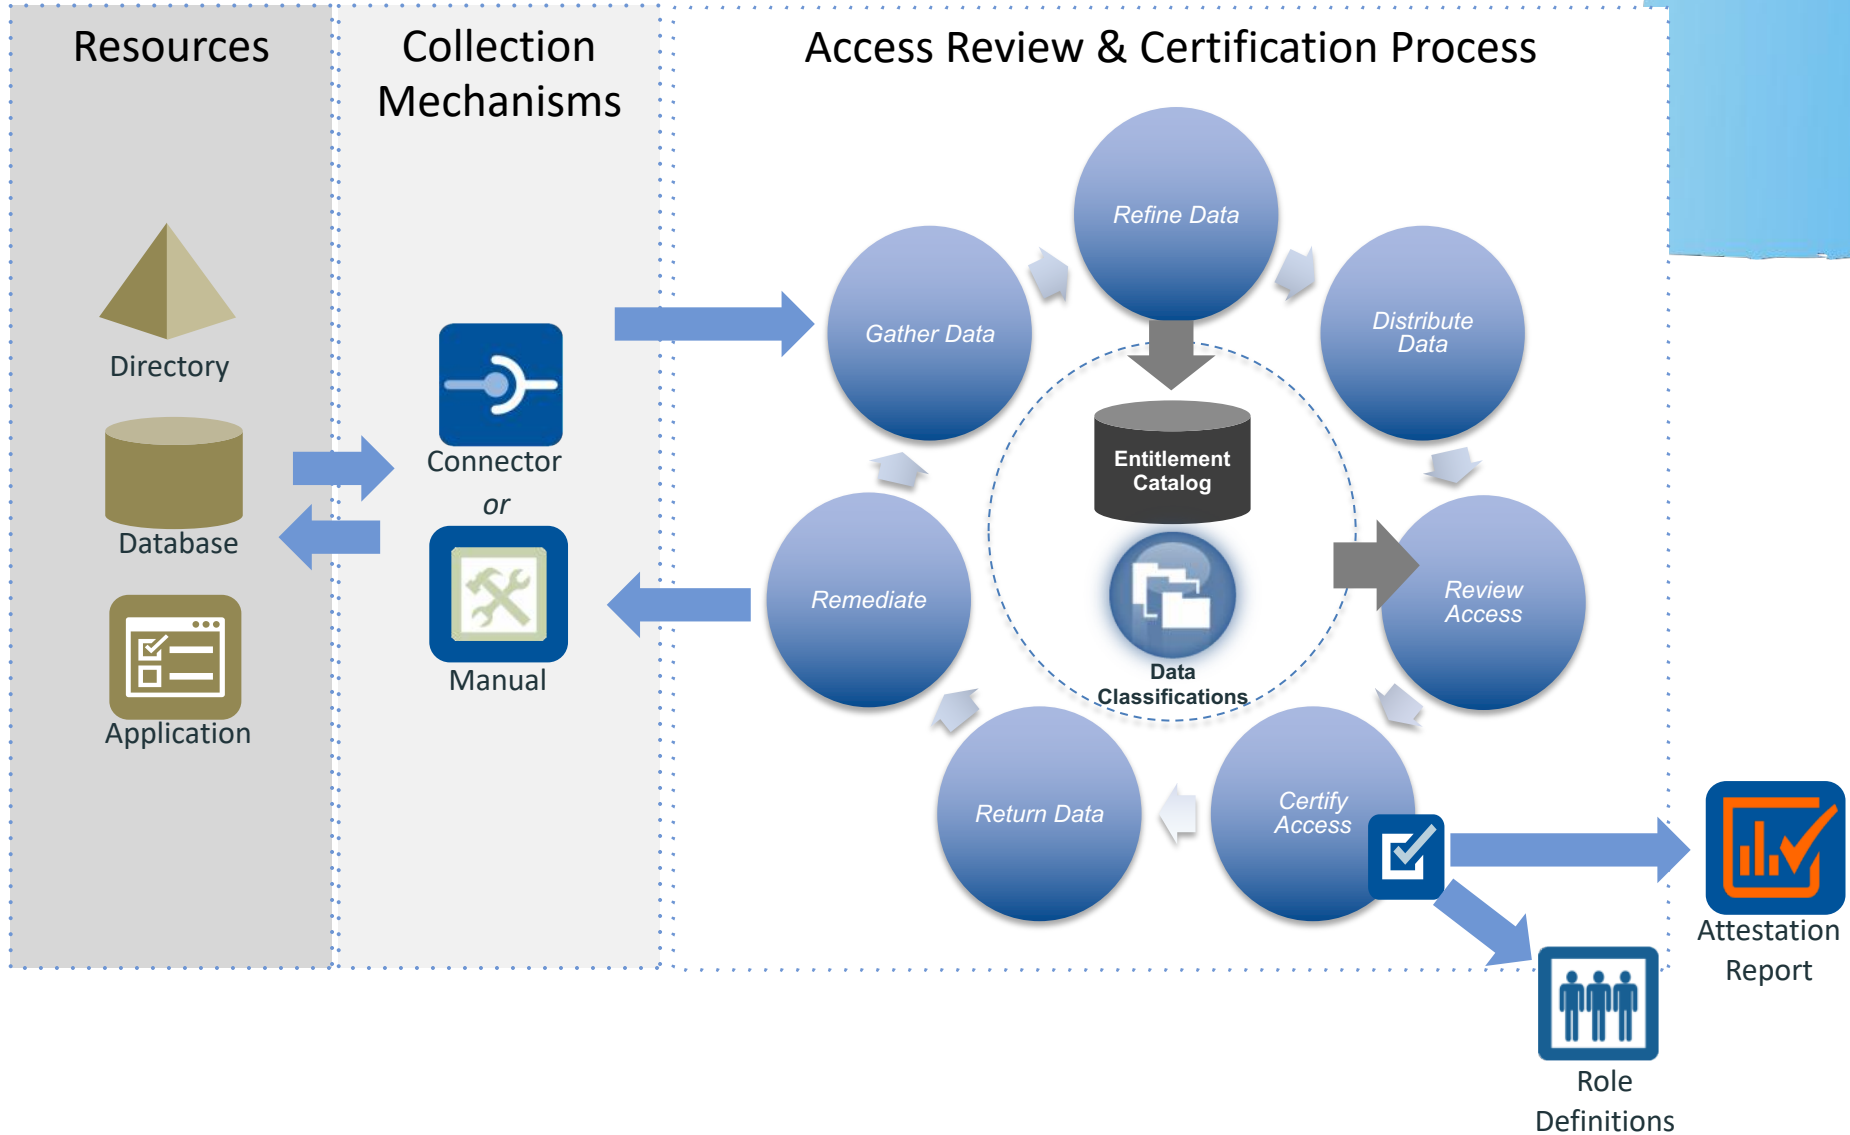 Resources
Collection
Mechanisms
Access Review & Certification Process
Directory
Database
Application
Connector
or
Manual
Gather Data
Refine Data
Distribute
Data
Review
Access
Certify
Access
Return Data
Remediate
Entitlement
Catalog
Data
Classifications
Attestation
Report
Role
Definitions